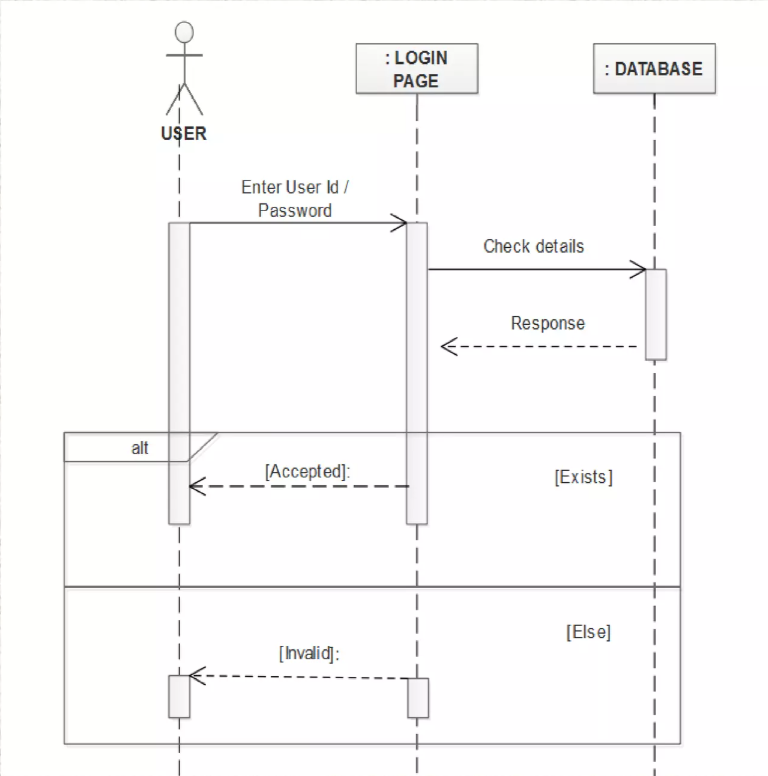 : LOGIN
PAGE
: DATABASE
USER
Enter User Id /
Password
Check details
Response
alt
[Accepted]:
[Exists]
[Else]
[Invalid]: